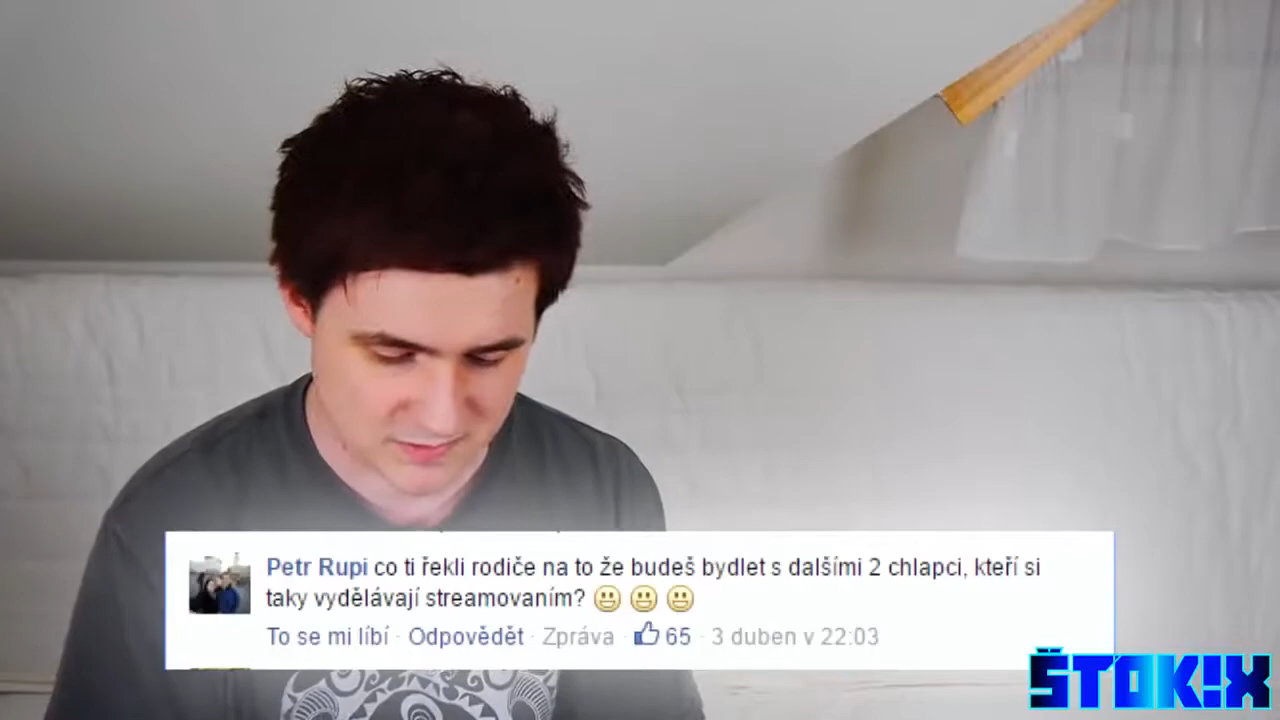 Petr Rupi co ti řekli rodiče na to že budeš bydlet s dalšími 2 chlapci, kteří si
taky vydělávají streamovaním? 😃 😃 😃
To se mi líbí · Odpovědět · Zpráva · 65 · 3 duben v 22:03
ŠTOK!X